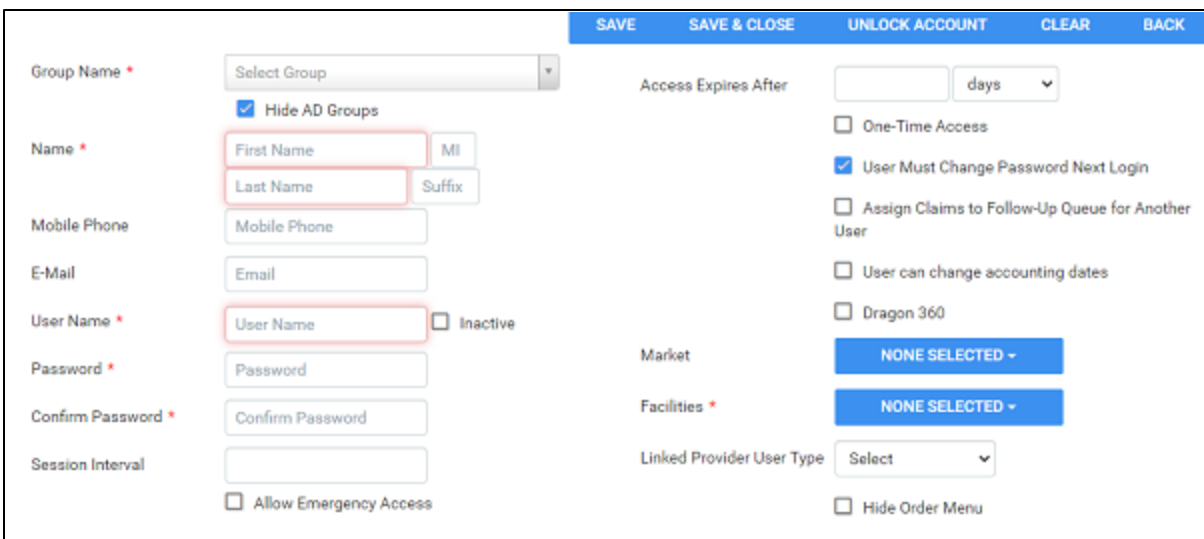 SAVE SAVE & CLOSE UNLOCK ACCOUNT CLEAR BACK
Group Name * Select Group
Hide AD Groups
Name * First Name MI
Last Name Suffix
Mobile Phone Mobile Phone
E-Mail Email
User Name * User Name Inactive
Password * Password
Confirm Password * Confirm Password
Session Interval
Allow Emergency Access
Access Expires After days
One-Time Access
User Must Change Password Next Login
Assign Claims to Follow-Up Queue for Another
User
User can change accounting dates
Dragon 360
Market NONE SELECTED
Facilities * NONE SELECTED
Linked Provider User Type Select
Hide Order Menu